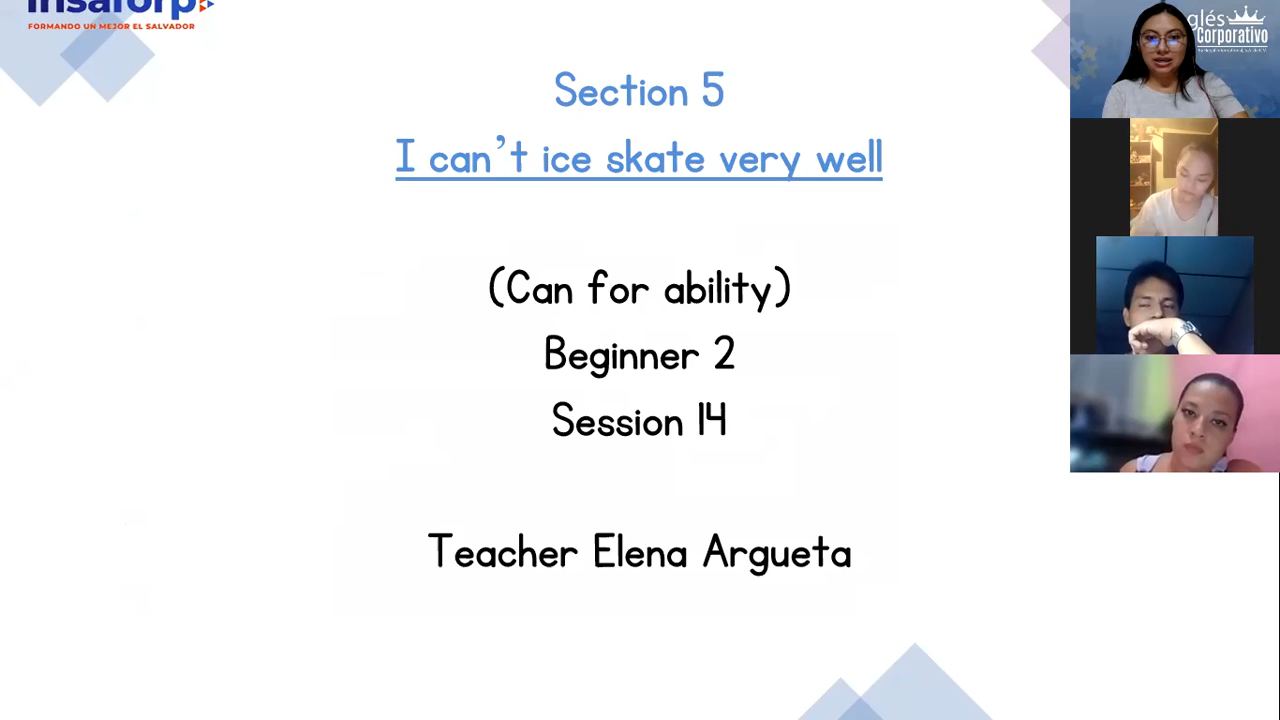 insaforp
FORMANDO UN MEJOR EL SALVADOR
glés
Corporativo
Section 5
I can't ice skate very well
(Can for ability)
Beginner 2
Session 14
Teacher Elena Argueta